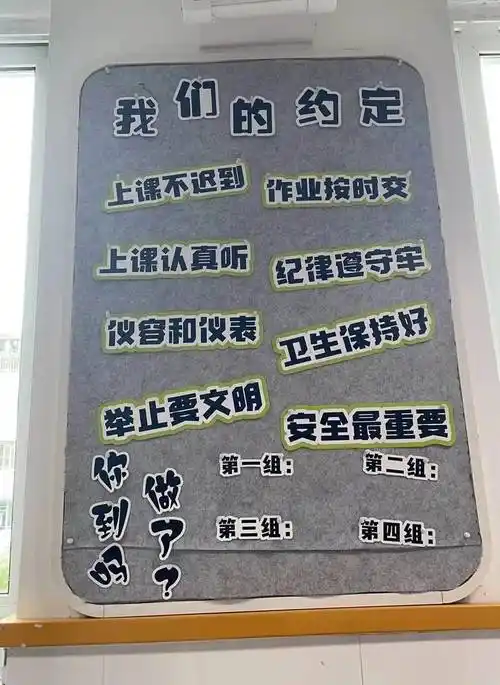 我们的约定
上课不迟到 作业按时交
上课认真听 纪律遵守牢
仪容和仪表 卫生保持好
举止要文明 安全最重要
你做到了吗?
第一组: 第二组:
第三组: 第四组: